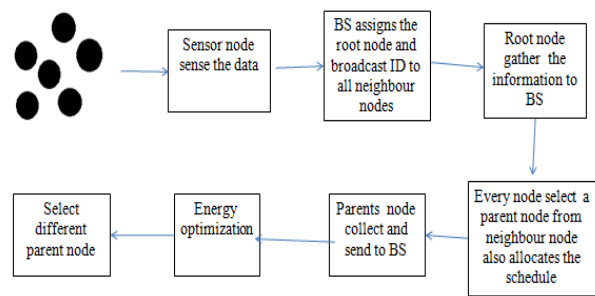 Sensor node
sense the data
BS assigns the
root node and
broadcast ID to
all neighbour
nodes
Root node
gather the
information to
BS
Every node select a
parent node from
neighbour node
also allocates the
schedule
Parents node
collect and
send to BS
Energy
optimization
Select
different
parent node